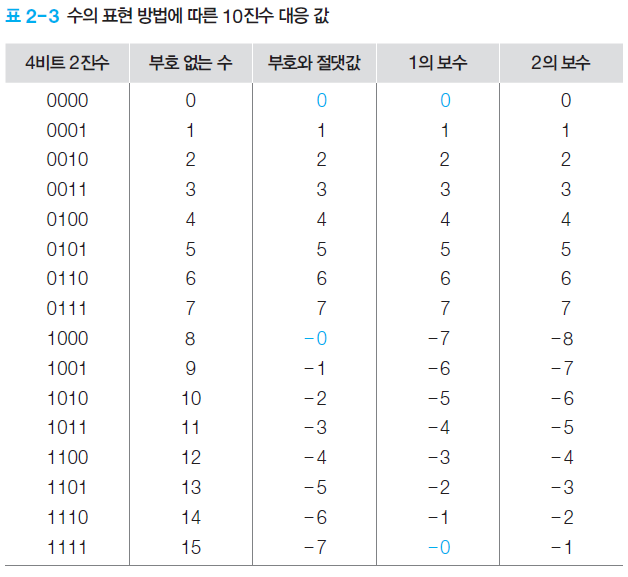 표 2-3 수의 표현 방법에 따른 10진수 대응 값
4비트 2진수 부호 없는 수 부호와 절댓값 1의 보수 2의 보수
0000 0 0 0 0
0001 1 1 1 1
0010 2 2 2 2
0011 3 3 3 3
0100 4 4 4 4
0101 5 5 5 5
0110 6 6 6 6
0111 7 7 7 7
1000 8 -0 -7 -8
1001 9 -1 -6 -7
1010 10 -2 -5 -6
1011 11 -3 -4 -5
1100 12 -4 -3 -4
1101 13 -5 -2 -3
1110 14 -6 -1 -2
1111 15 -7 -0 -1